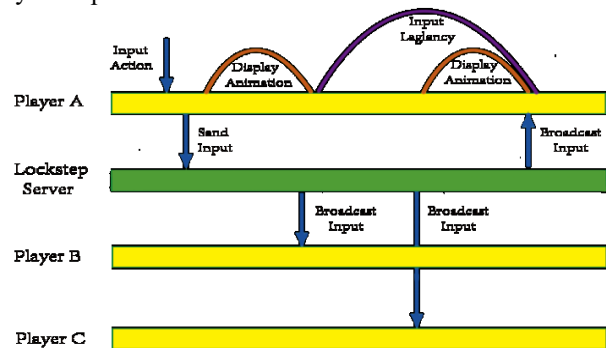 Input
Action
Display
Animation
Input
Laglancy
Display
Animation
Player A
Sand
Input
Broadcast
Input
Lockstep
Server
Broadcast
Input
Broadcast
Input
Player B
Player C